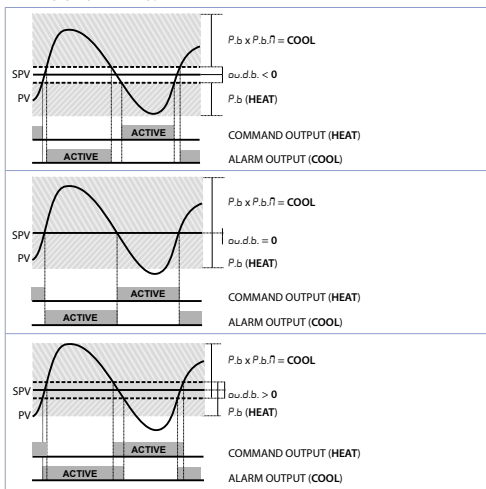 P.b x P.b.M = COOL
SPV
ou.d.b. < 0
PV
P.b (HEAT)
ACTIVE
COMMAND OUTPUT (HEAT)
ACTIVE
ALARM OUTPUT (COOL)
P.b x P.b.M = COOL
SPV
ou.d.b. = 0
PV
P.b (HEAT)
ACTIVE
COMMAND OUTPUT (HEAT)
ACTIVE
ALARM OUTPUT (COOL)
P.b x P.b.M = COOL
SPV
ou.d.b. > 0
PV
P.b (HEAT)
ACTIVE
COMMAND OUTPUT (HEAT)
ACTIVE
ALARM OUTPUT (COOL)